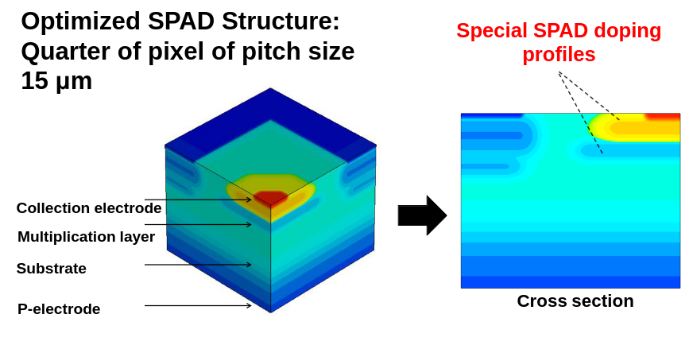 Optimized SPAD Structure:
Quarter of pixel of pitch size
15 µm
Special SPAD doping
profiles
Collection electrode
Multiplication layer
Substrate
P-electrode
Cross section